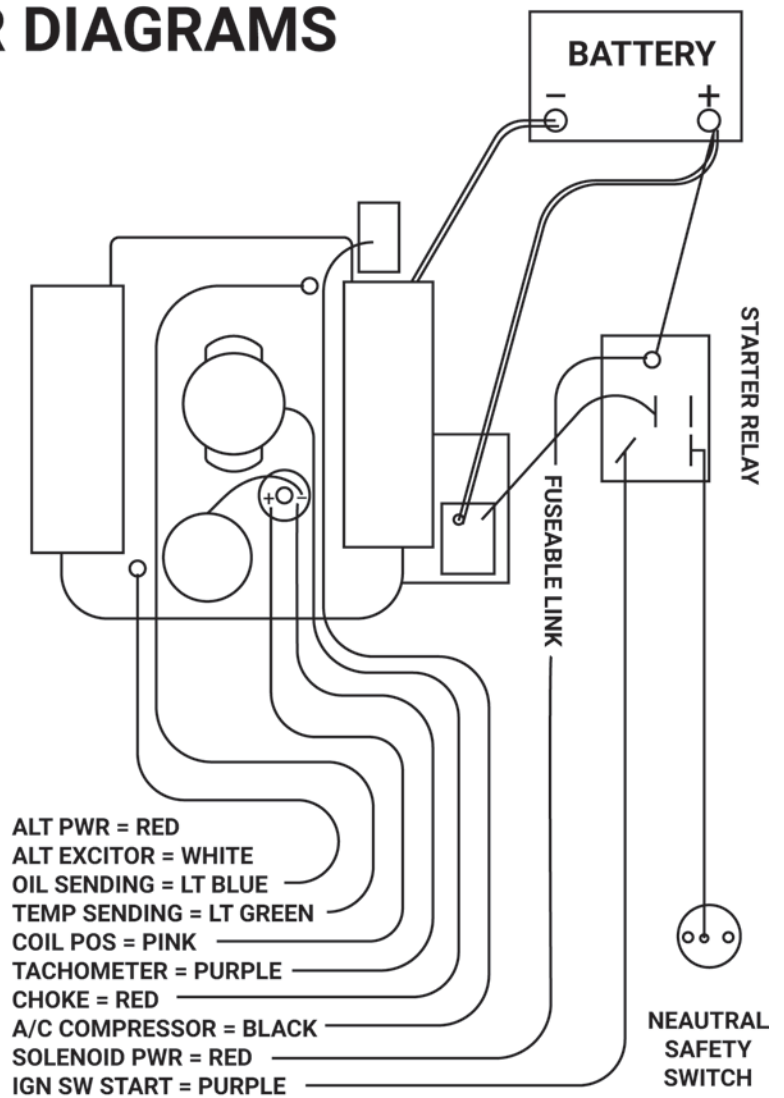 R DIAGRAMS
BATTERY
− +
STARTER RELAY
+ −
FUSEABLE LINK
ALT PWR = RED
ALT EXCITOR = WHITE
OIL SENDING = LT BLUE
TEMP SENDING = LT GREEN
COIL POS = PINK
TACHOMETER = PURPLE
CHOKE = RED
A/C COMPRESSOR = BLACK
SOLENOID PWR = RED
IGN SW START = PURPLE
NEAUTRAL
SAFETY
SWITCH